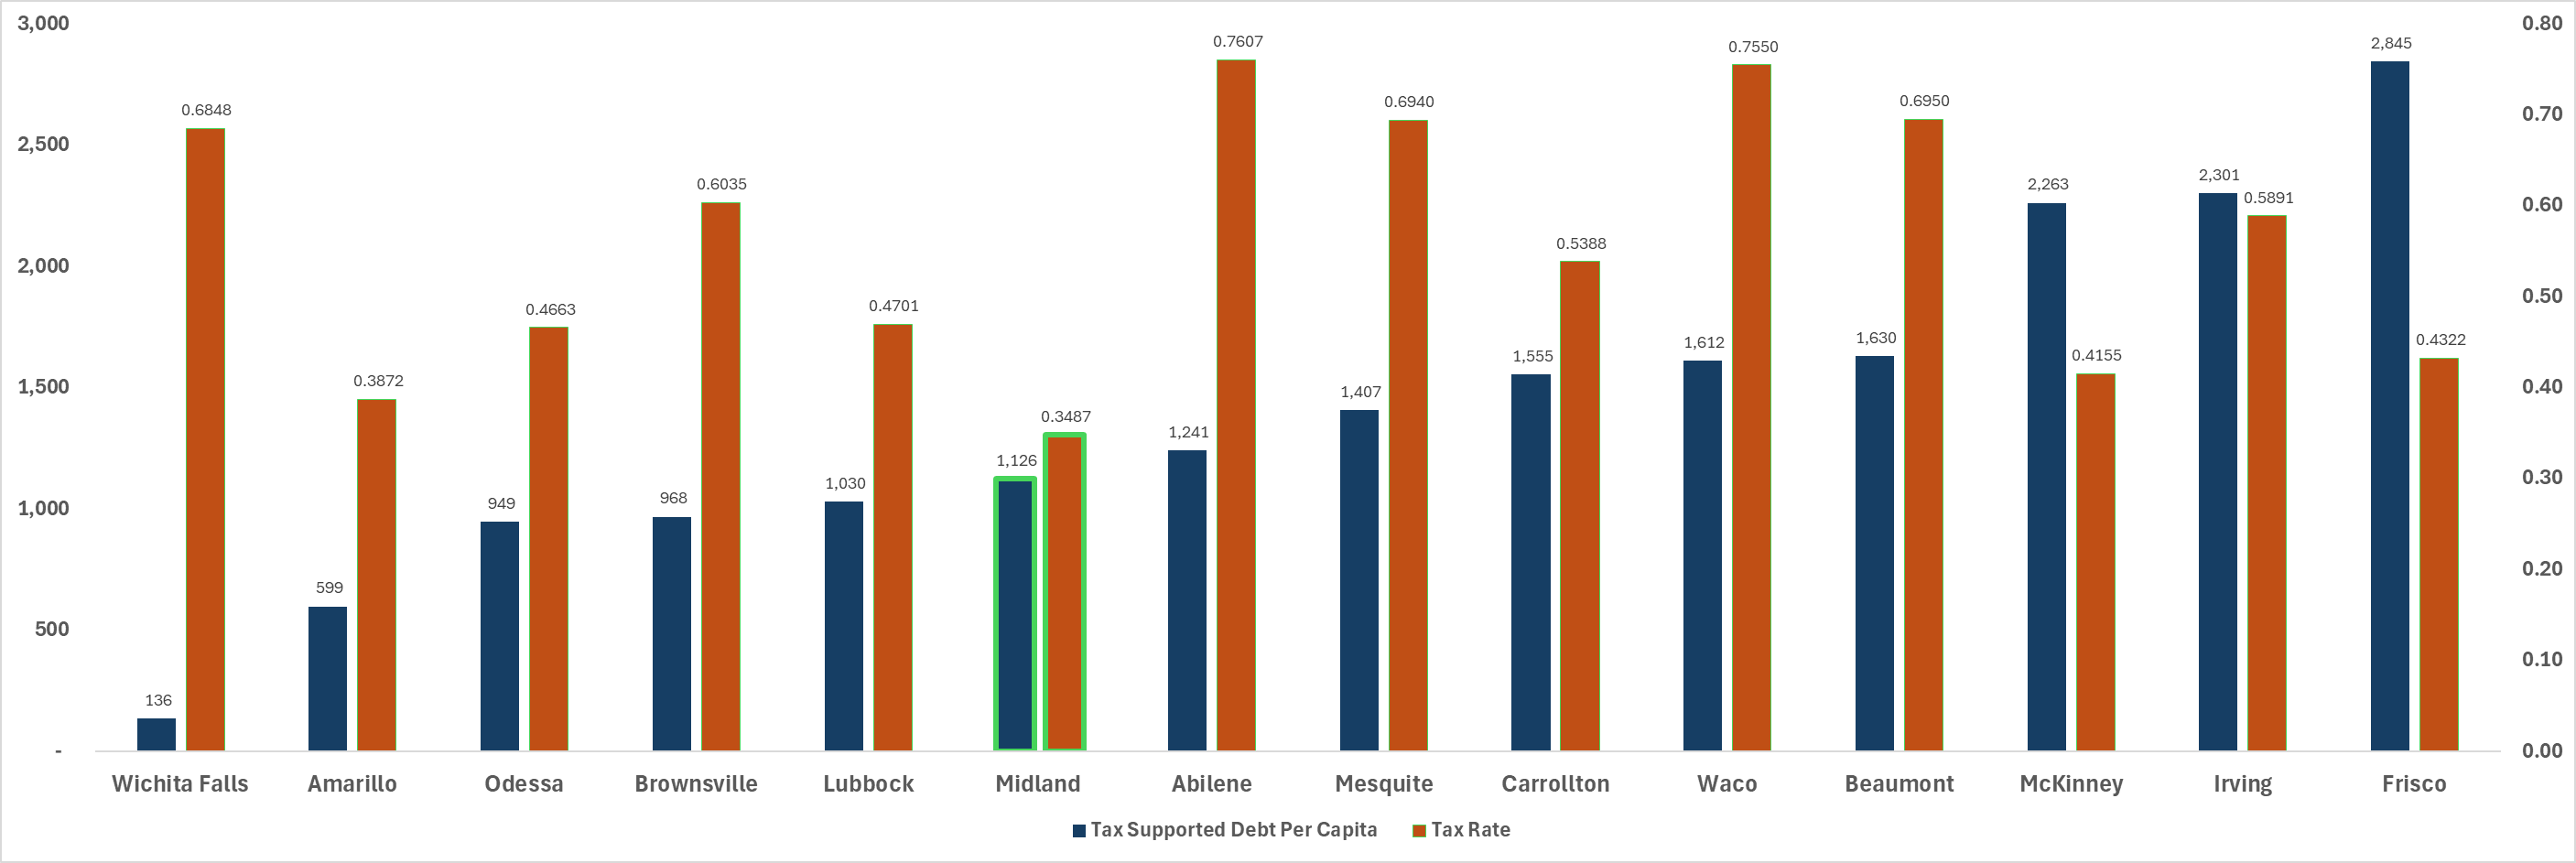 3,000
2,500
2,000
1,500
1,000
500
-
0.80
0.70
0.60
0.50
0.40
0.30
0.20
0.10
0.00
136
0.6848
599
0.3872
949
0.4663
968
0.6035
1,030
0.4701
1,126
0.3487
1,241
0.7607
1,407
0.6940
1,555
0.5388
1,612
0.7550
1,630
0.6950
2,263
0.4155
2,301
0.5891
2,845
0.4322
Wichita Falls
Amarillo
Odessa
Brownsville
Lubbock
Midland
Abilene
Mesquite
Carrollton
Waco
Beaumont
McKinney
Irving
Frisco
Tax Supported Debt Per Capita
Tax Rate